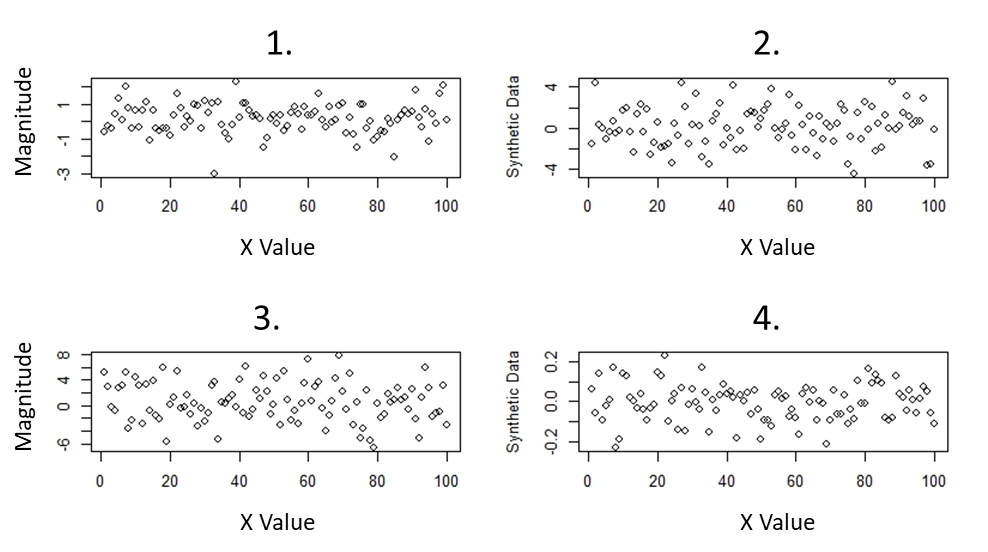 1.
Magnitude
1
-1
-3
0 20 40 60 80 100
X Value
2.
Synthetic Data
4
0
-4
0 20 40 60 80 100
X Value
3.
Magnitude
8
4
0
-6
0 20 40 60 80 100
X Value
4.
Synthetic Data
0.2
0.0
-0.2
0 20 40 60 80 100
X Value